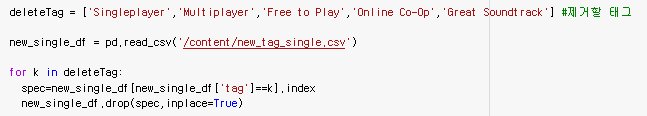 deleteTag = ['Singleplayer','Multiplayer','Free to Play','Online Co-Op','Great Soundtrack'] #제거할 태그
new_single_df = pd.read_csv('/content/new_tag_single.csv')
for k in deleteTag:
spec=new_single_df[new_single_df['tag']==k].index
new_single_df.drop(spec,inplace=True)